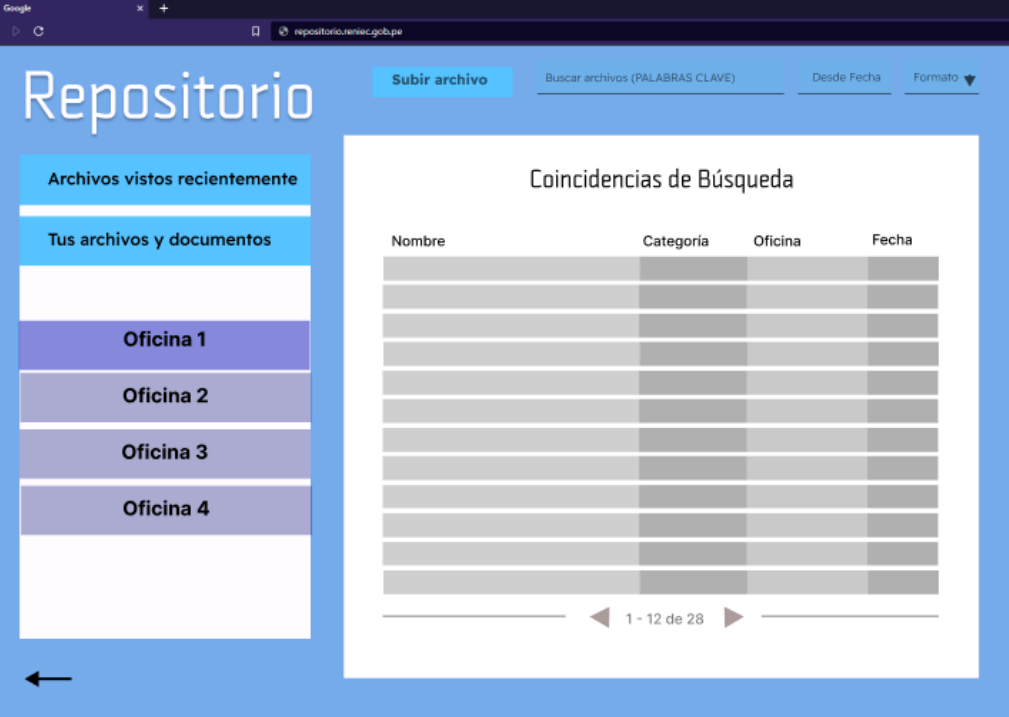 Google
repositorio.reniec.gob.pe
Repositorio
Subir archivo
Buscar archivos (PALABRAS CLAVE)
Desde Fecha
Formato
Archivos vistos recientemente
Tus archivos y documentos
Oficina 1
Oficina 2
Oficina 3
Oficina 4
Coincidencias de Búsqueda
Nombre Categoría Oficina Fecha
1 - 12 de 28